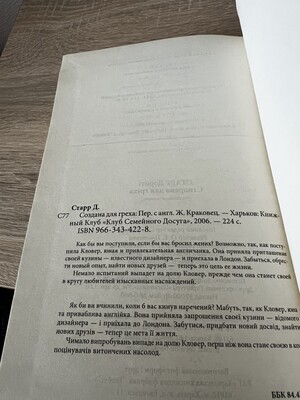 Старр Д.
С77 Создана для греха: Пер. с англ. Ж. Краковец. — Харьков: Книж-
ный Клуб «Клуб Семейного Досуга», 2006. — 224 с.
ISBN 966-343-422-8.
Как бы вы поступили, если бы вас бросил жених? Возможно, так, как посту-
пила Кловер, юная и привлекательная англичанка. Она приняла приглашение
своей кузины — известного дизайнера — и приехала в Лондон. Забыться, обрес-
ти новый опыт, найти новых друзей — теперь это цель ее жизни.
Немало испытаний выпадет на долю Кловер, прежде чем она станет своей
в кругу любителей изысканных наслаждений.
Як би ви вчинили, коли б вас кинув наречений? Мабуть, так, як Кловер,
та приваблива англійка. Вона прийняла запрошення своєї кузини — відомого
дизайнера — і приїхала до Лондона. Забутися, придбати новий досвід, знайти
нових друзів — тепер це мета її життя.
Чимало випробувань випаде на долю Кловер, перш ніж вона стане своєю в ко
поцінувачів витончених насолод.
ББК 84.4